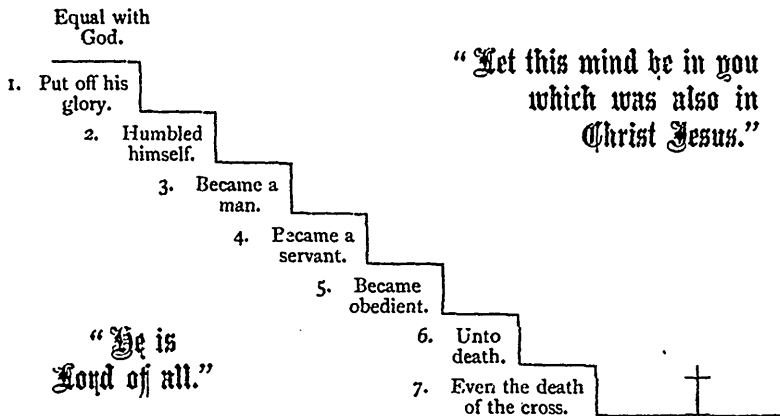 Equal with
God.
1. Put off his
glory.
2. Humbled
himself.
3. Became a
man.
4. Became a
servant.
5. Became
obedient.
6. Unto
death.
7. Even the death
of the cross.
“Let this mind be in you
which was also in
Christ Jesus.”
“He is
Lord of all.”